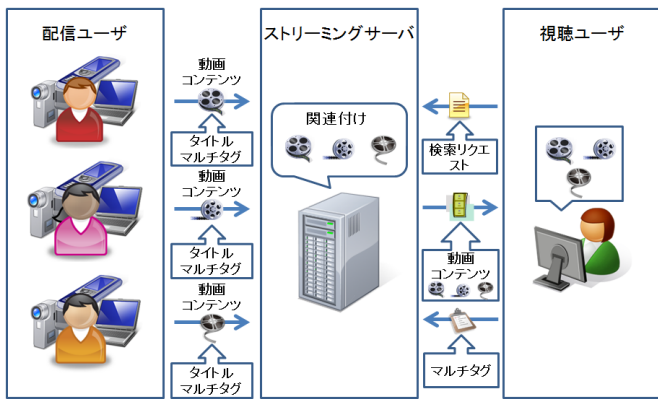 配信ユーザ
ストリーミングサーバ
視聴ユーザ
動画
コンテンツ
タイトル
マルチタグ
動画
コンテンツ
タイトル
マルチタグ
動画
コンテンツ
タイトル
マルチタグ
関連付け
検索リクエ
スト
動画
コンテンツ
マルチタグ